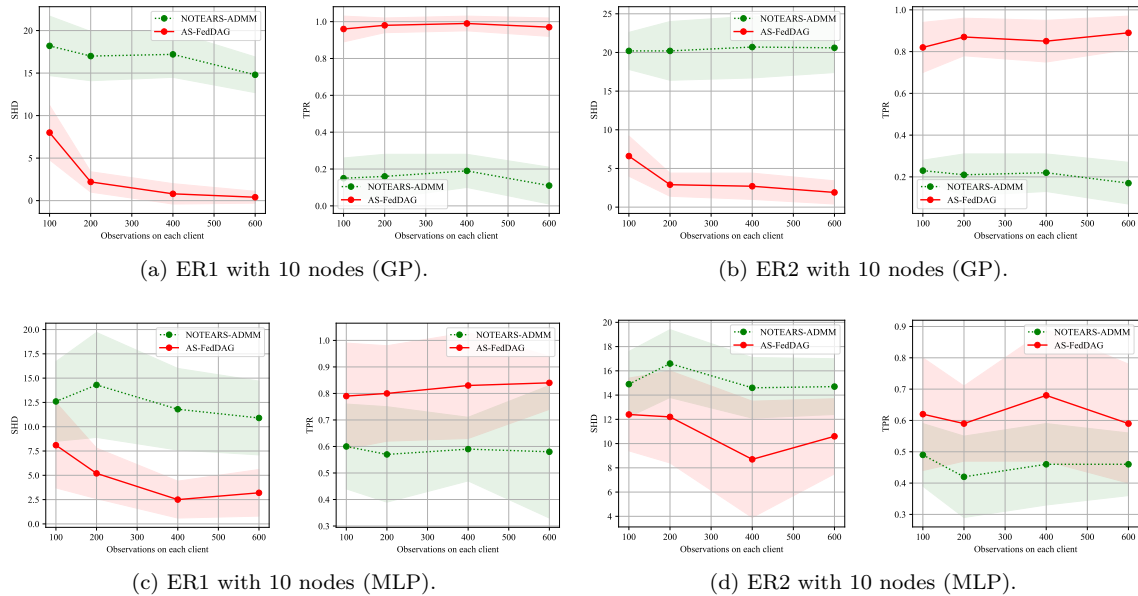 NOTEARS-ADMM
AS-FedDAG
20
15
10
5
0
SHD
100
200
300
400
500
600
Observations on each client
1.0
0.8
0.6
0.4
0.2
0.0
TPR
NOTEARS-ADMM
AS-FedDAG
100
200
300
400
500
600
Observations on each client
(a) ER1 with 10 nodes (GP).
NOTEARS-ADMM
AS-FedDAG
25
20
15
10
5
0
SHD
100
200
300
400
500
600
Observations on each client
1.0
0.8
0.6
0.4
0.2
TPR
NOTEARS-ADMM
AS-FedDAG
100
200
300
400
500
600
Observations on each client
(b) ER2 with 10 nodes (GP).
NOTEARS-ADMM
AS-FedDAG
20.0
17.5
15.0
12.5
10.0
7.5
5.0
2.5
0.0
SHD
100
200
300
400
500
600
Observations on each client
NOTEARS-ADMM
AS-FedDAG
1.0
0.9
0.8
0.7
0.6
0.5
0.4
0.3
TPR
100
200
300
400
500
600
Observations on each client
(c) ER1 with 10 nodes (MLP).
NOTEARS-ADMM
AS-FedDAG
20
18
16
14
12
10
8
6
4
SHD
100
200
300
400
500
600
Observations on each client
NOTEARS-ADMM
AS-FedDAG
0.9
0.8
0.7
0.6
0.5
0.4
0.3
TPR
100
200
300
400
500
600
Observations on each client
(d) ER2 with 10 nodes (MLP).